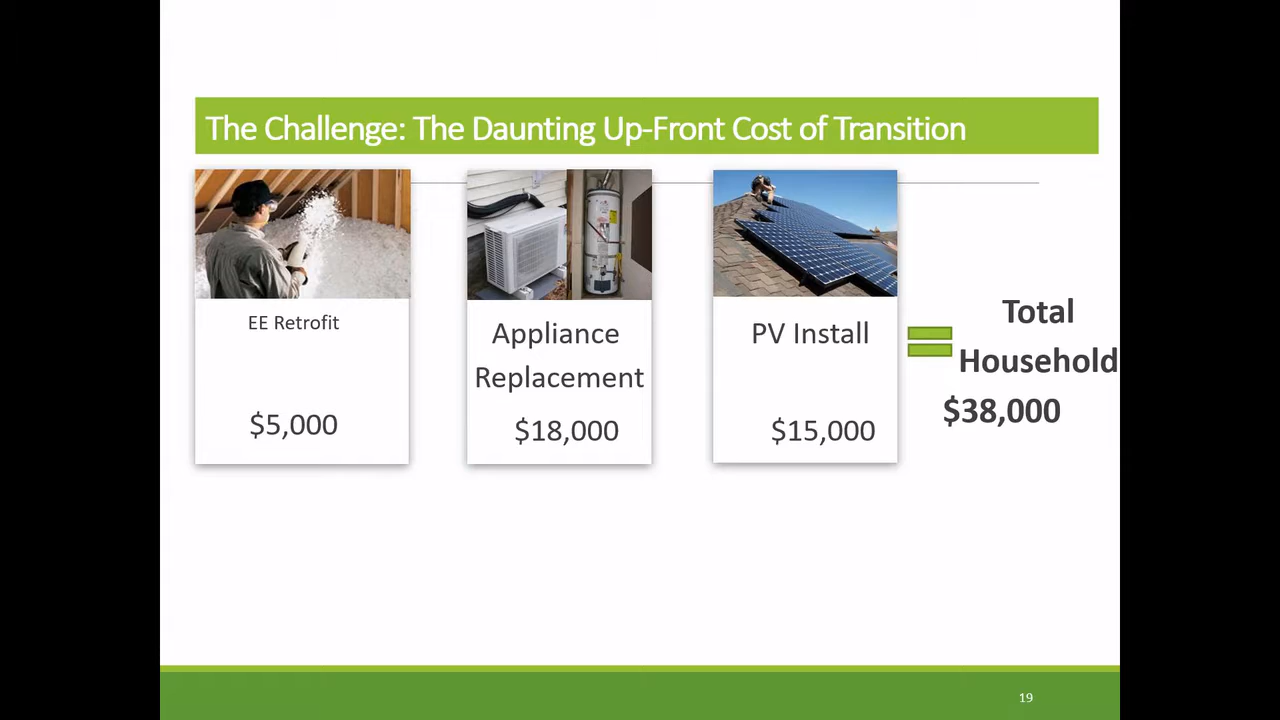 The Challenge: The Daunting Up-Front Cost of Transition
EE Retrofit
$5,000
Appliance
Replacement
$18,000
PV Install
$15,000
Total
Household
$38,000
19